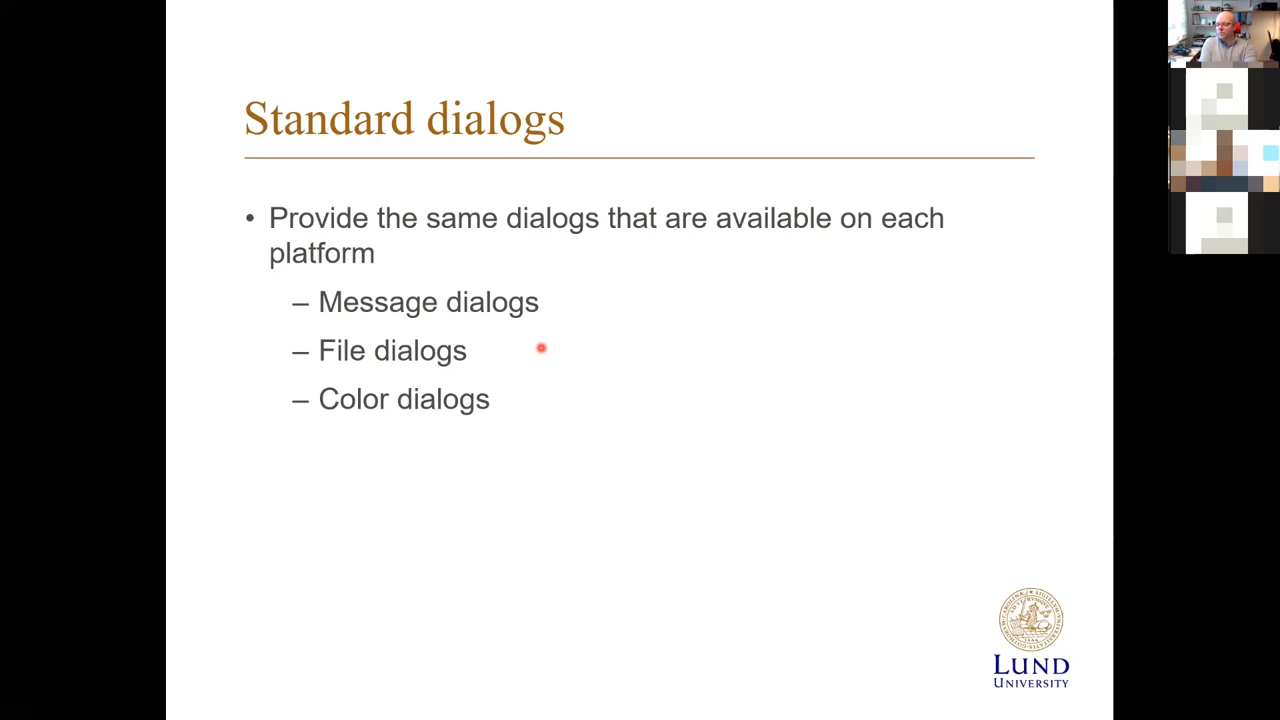 Standard dialogs
• Provide the same dialogs that are available on each
platform
– Message dialogs
– File dialogs
– Color dialogs
LUND
UNIVERSITY